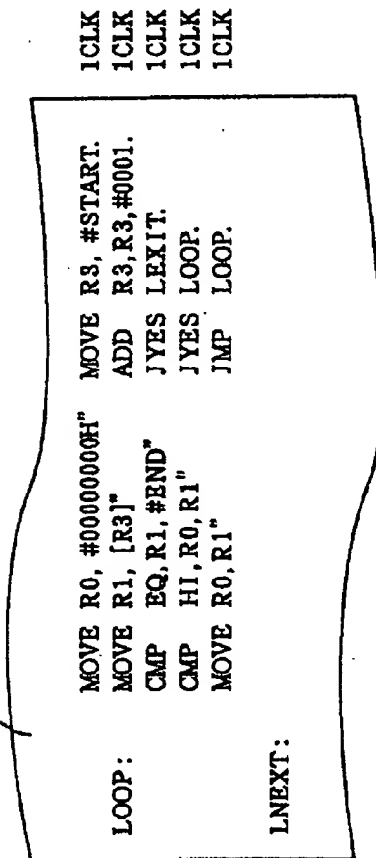 MOVE R0, #00000000H" MOVE R3, #START. 1CLK
LOOP: MOVE R1, [R3]" ADD R3,R3,#0001. 1CLK
CMP EQ,R1,#END" JYES LEXIT. 1CLK
CMP HI,R0,R1" JYES LOOP. 1CLK
MOVE R0,R1" JMP LOOP. 1CLK
LNEXT: